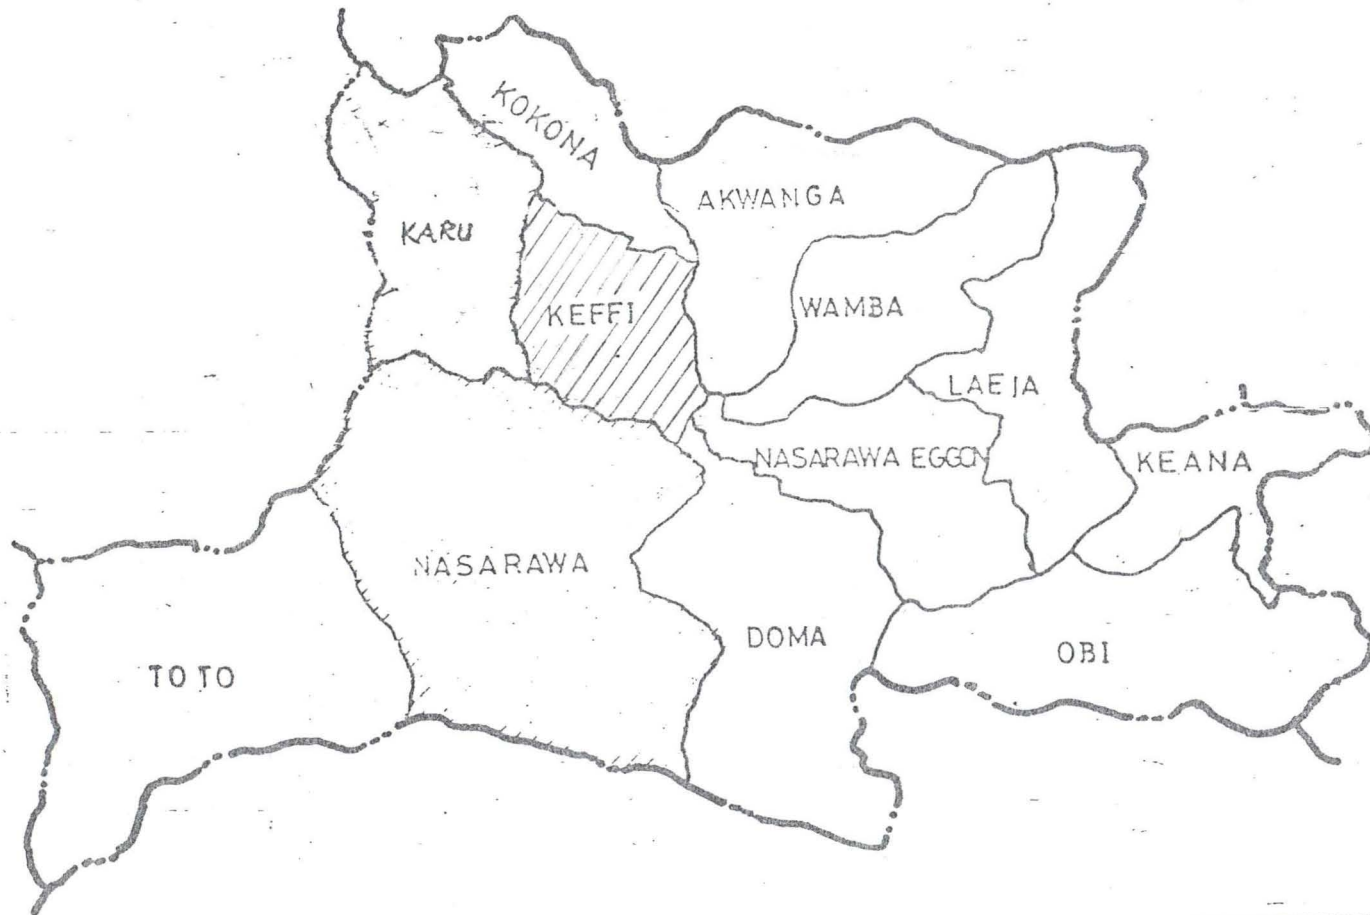 KOKONA
AKWANGA
KARU
KEFFI
WAMBA
LAEJA
NASARAWA EGGON
KEANA
NASARAWA
DOMA
OBI
TOTO